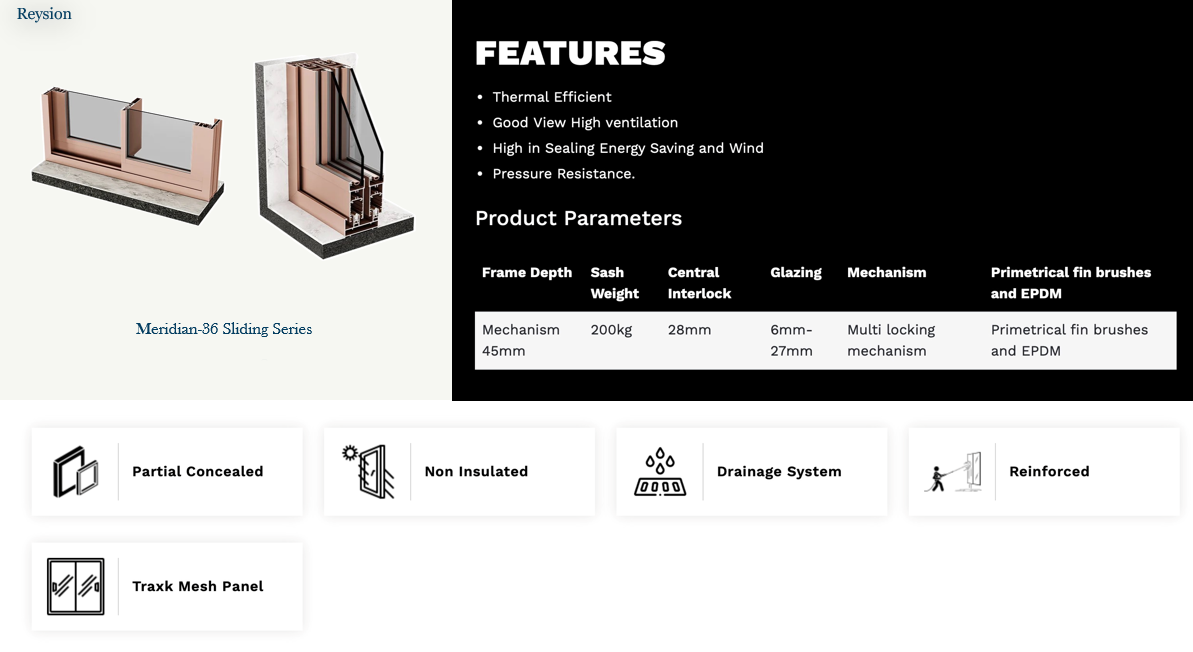 Reysion
Meridian-36 Sliding Series
FEATURES
• Thermal Efficient
• Good View High ventilation
• High in Sealing Energy Saving and Wind
• Pressure Resistance.
Product Parameters
Frame Depth Sash Weight Central Interlock Glazing Mechanism Primetrical fin brushes and EPDM
Mechanism 45mm 200kg 28mm 6mm-27mm Multi locking mechanism Primetrical fin brushes and EPDM
Partial Concealed
Non Insulated
Drainage System
Reinforced
Traxk Mesh Panel